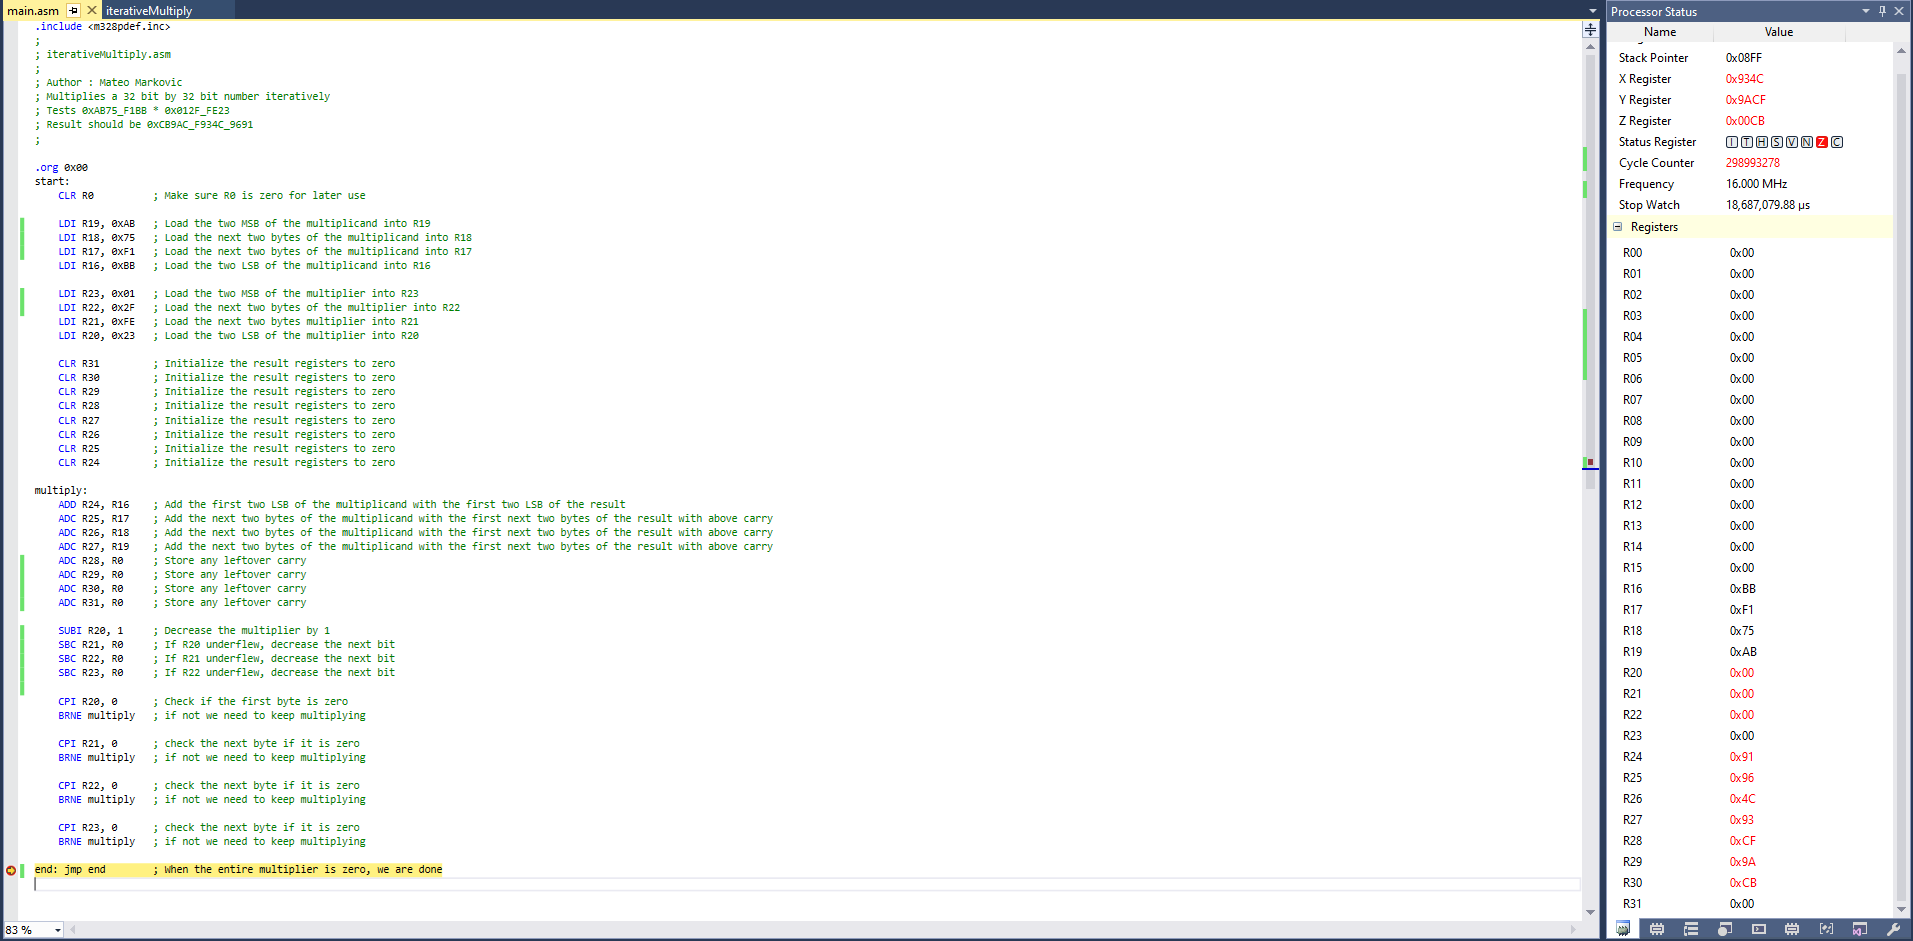 main.asm
iterativeMultiply
.include <m328pdef.inc>
;
; iterativeMultiply.asm
;
; Author : Mateo Markovic
; Multiplies a 32 bit by 32 bit number iteratively
; Tests 0xAB75_F1BB * 0x012F_FE23
; Result should be 0xCB9AC_F934C_9691
;
.org 0x00
start:
CLR R0 ; Make sure R0 is zero for later use
LDI R19, 0xAB ; Load the two MSB of the multiplicand into R19
LDI R18, 0x75 ; Load the next two bytes of the multiplicand into R18
LDI R17, 0xF1 ; Load the next two bytes of the multiplicand into R17
LDI R16, 0xBB ; Load the two LSB of the multiplicand into R16
LDI R23, 0x01 ; Load the two MSB of the multiplier into R23
LDI R22, 0x2F ; Load the next two bytes of the multiplier into R22
LDI R21, 0xFE ; Load the next two bytes multiplier into R21
LDI R20, 0x23 ; Load the two LSB of the multiplier into R20
CLR R31 ; Initialize the result registers to zero
CLR R30 ; Initialize the result registers to zero
CLR R29 ; Initialize the result registers to zero
CLR R28 ; Initialize the result registers to zero
CLR R27 ; Initialize the result registers to zero
CLR R26 ; Initialize the result registers to zero
CLR R25 ; Initialize the result registers to zero
CLR R24 ; Initialize the result registers to zero
multiply:
ADD R24, R16 ; Add the first two LSB of the multiplicand with the first two LSB of the result
ADC R25, R17 ; Add the next two bytes of the multiplicand with the first next two bytes of the result with above carry
ADC R26, R18 ; Add the next two bytes of the multiplicand with the first next two bytes of the result with above carry
ADC R27, R19 ; Add the next two bytes of the multiplicand with the first next two bytes of the result with above carry
ADC R28, R0 ; Store any leftover carry
ADC R29, R0 ; Store any leftover carry
ADC R30, R0 ; Store any leftover carry
ADC R31, R0 ; Store any leftover carry
SUBI R20, 1 ; Decrease the multiplier by 1
SBC R21, R0 ; If R20 underflew, decrease the next bit
SBC R22, R0 ; If R21 underflew, decrease the next bit
SBC R23, R0 ; If R22 underflew, decrease the next bit
CPI R20, 0 ; Check if the first byte is zero
BRNE multiply ; if not we need to keep multiplying
CPI R21, 0 ; check the next byte if it is zero
BRNE multiply ; if not we need to keep multiplying
CPI R22, 0 ; check the next byte if it is zero
BRNE multiply ; if not we need to keep multiplying
CPI R23, 0 ; check the next byte if it is zero
BRNE multiply ; if not we need to keep multiplying
end: jmp end ; When the entire multiplier is zero, we are done
83 %
Processor Status
Name Value
Stack Pointer 0x08FF
X Register 0x934C
Y Register 0x9ACF
Z Register 0x00CB
Status Register I T H S V N Z C
Cycle Counter 298993278
Frequency 16.000 MHz
Stop Watch 18,687,079.88 µs
Registers
R00 0x00
R01 0x00
R02 0x00
R03 0x00
R04 0x00
R05 0x00
R06 0x00
R07 0x00
R08 0x00
R09 0x00
R10 0x00
R11 0x00
R12 0x00
R13 0x00
R14 0x00
R15 0x00
R16 0xBB
R17 0xF1
R18 0x75
R19 0xAB
R20 0x00
R21 0x00
R22 0x00
R23 0x00
R24 0x91
R25 0x96
R26 0x4C
R27 0x93
R28 0xCF
R29 0x9A
R30 0xCB
R31 0x00